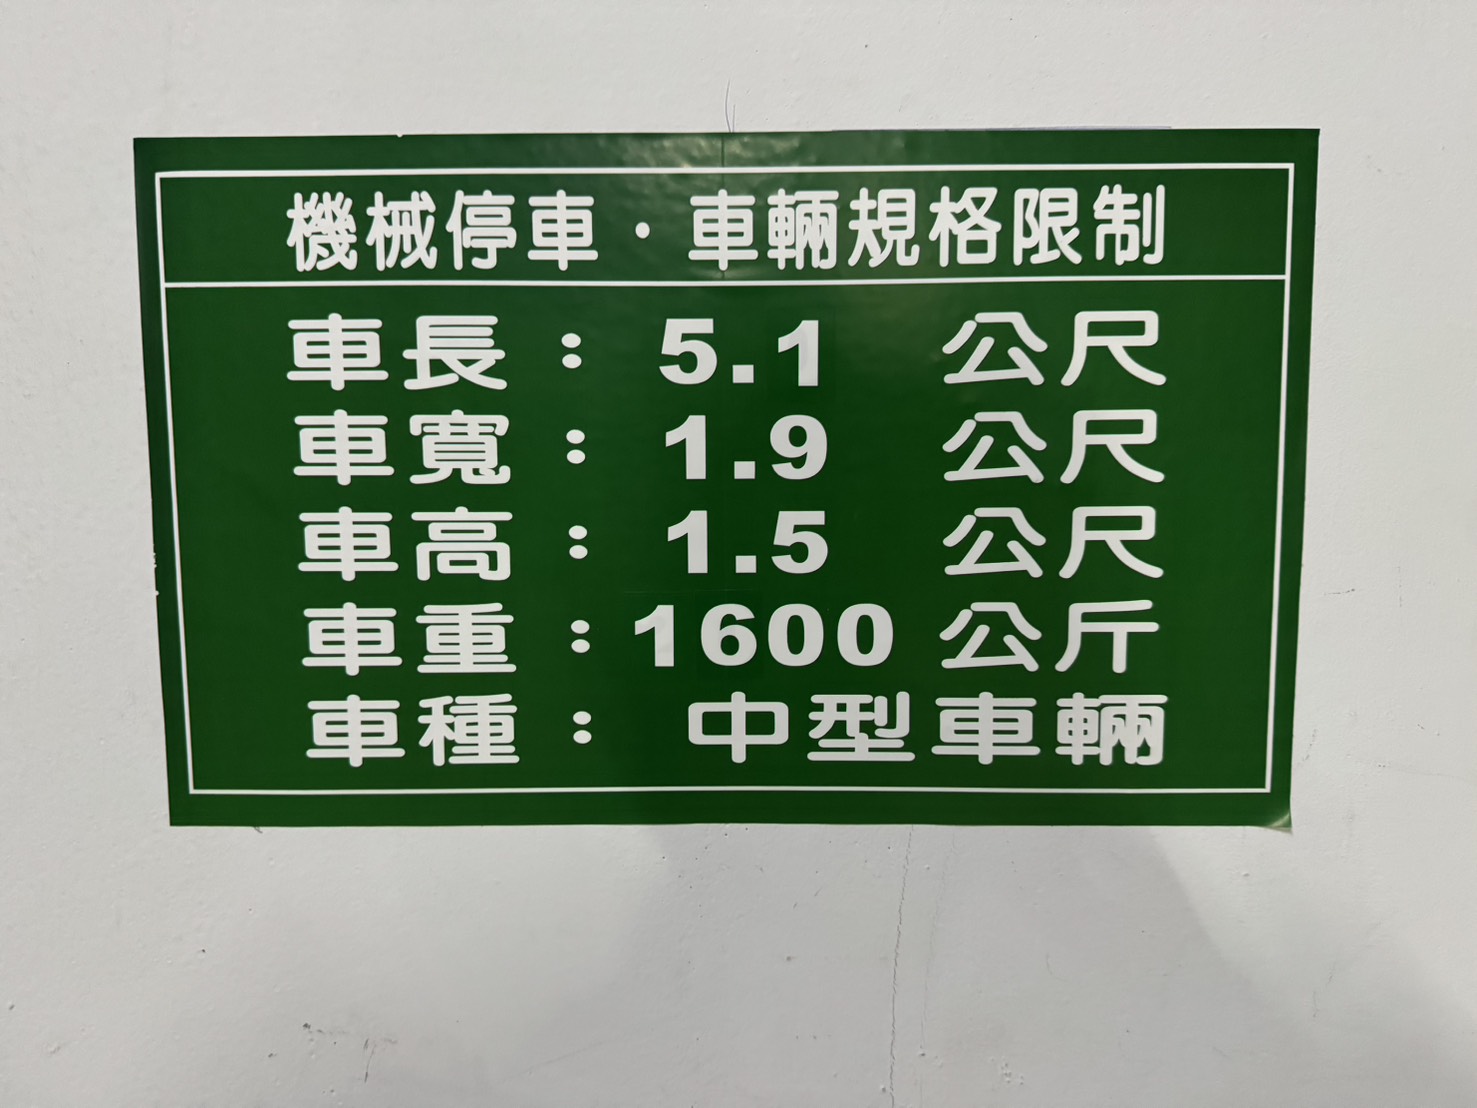 機械停車・車輛規格限制
車長：5.1 公尺
車寬：1.9 公尺
車高：1.5 公尺
車重：1600 公斤
車種：中型車輛